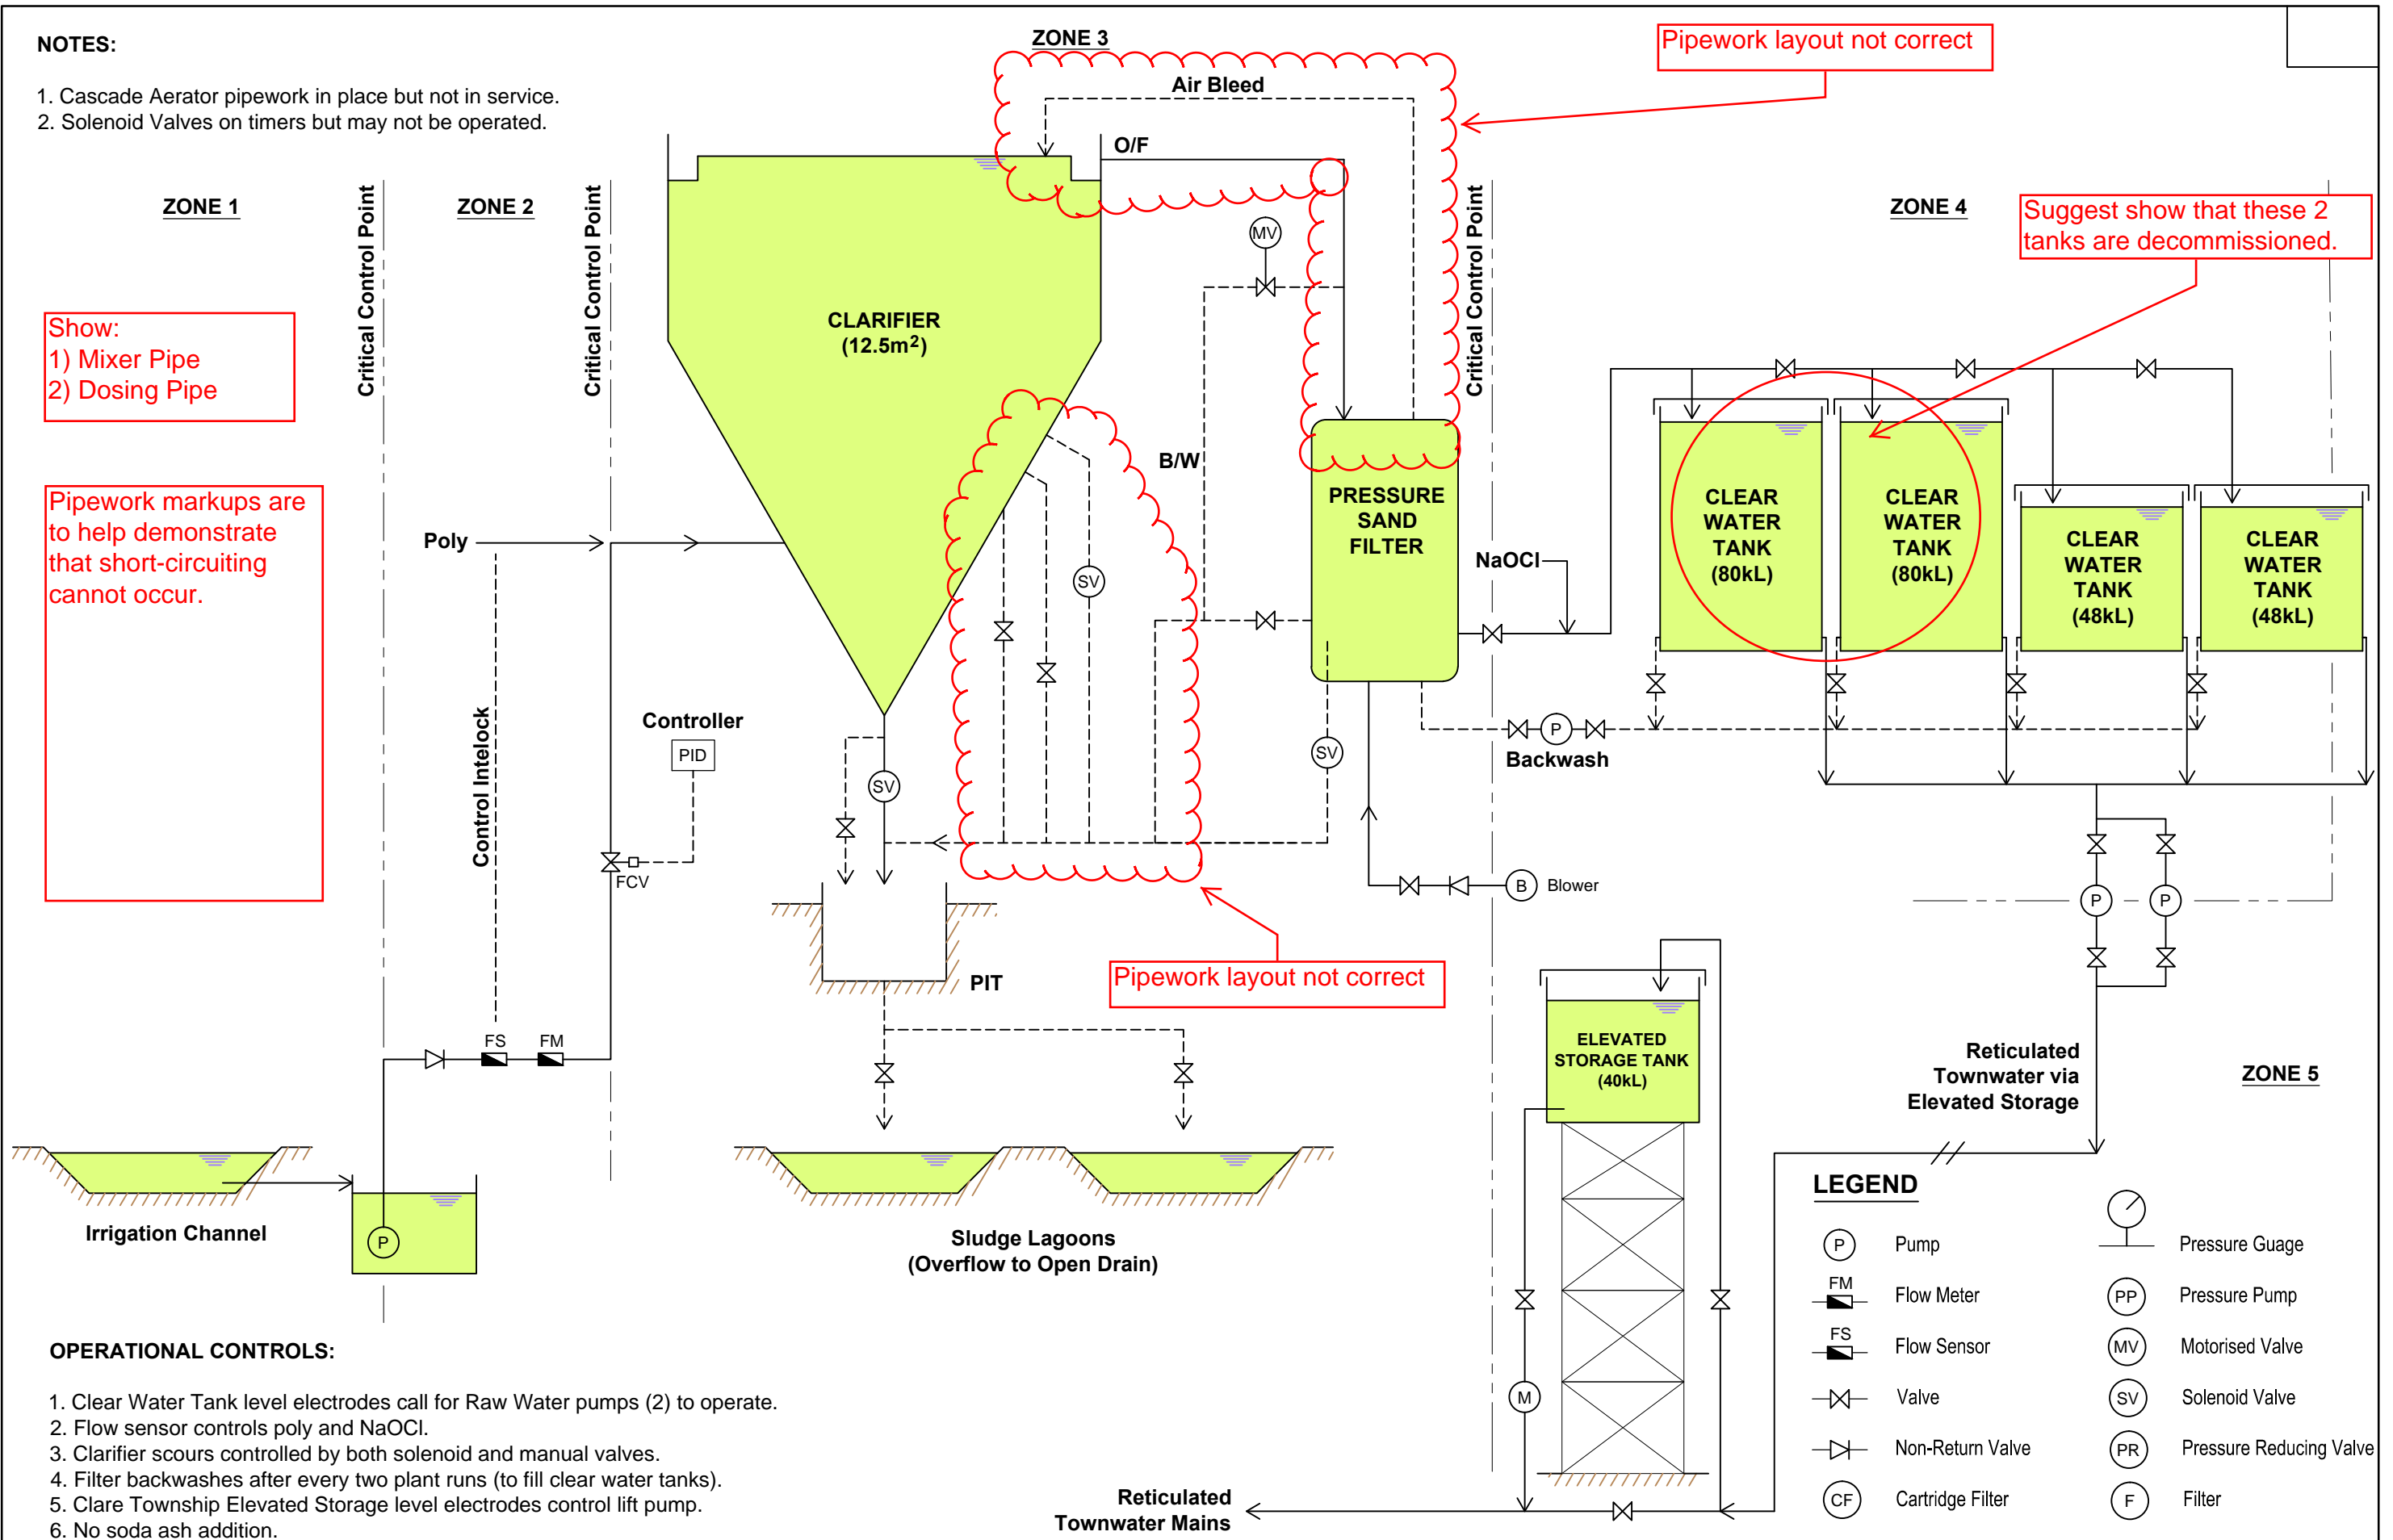 NOTES:
1. Cascade Aerator pipework in place but not in service.
2. Solenoid Valves on timers but may not be operated.
ZONE 3
Pipework layout not correct
Air Bleed
O/F
ZONE 1
Critical Control Point
ZONE 2
Critical Control Point
MV
Critical Control Point
ZONE 4
Suggest show that these 2
tanks are decommissioned.
Show:
1) Mixer Pipe
2) Dosing Pipe
CLARIFIER
(12.5m²)
Pipework markups are
to help demonstrate
that short-circuiting
cannot occur.
Poly
B/W
SV
PRESSURE
SAND
FILTER
NaOCl
CLEAR
WATER
TANK
(80kL)
CLEAR
WATER
TANK
(80kL)
CLEAR
WATER
TANK
(48kL)
CLEAR
WATER
TANK
(48kL)
Control Intelock
Controller
PID
SV
SV
P
Backwash
FCV
B
Blower
P
P
PIT
Pipework layout not correct
FS
FM
ELEVATED
STORAGE TANK
(40kL)
Reticulated
Townwater via
Elevated Storage
ZONE 5
Irrigation Channel
P
Sludge Lagoons
(Overflow to Open Drain)
M
Reticulated
Townwater Mains
LEGEND
P Pump
Pressure Guage
FM Flow Meter
PP Pressure Pump
FS Flow Sensor
MV Motorised Valve
Valve
SV Solenoid Valve
Non-Return Valve
PR Pressure Reducing Valve
CF Cartridge Filter
F Filter
OPERATIONAL CONTROLS:
1. Clear Water Tank level electrodes call for Raw Water pumps (2) to operate.
2. Flow sensor controls poly and NaOCl.
3. Clarifier scours controlled by both solenoid and manual valves.
4. Filter backwashes after every two plant runs (to fill clear water tanks).
5. Clare Township Elevated Storage level electrodes control lift pump.
6. No soda ash addition.